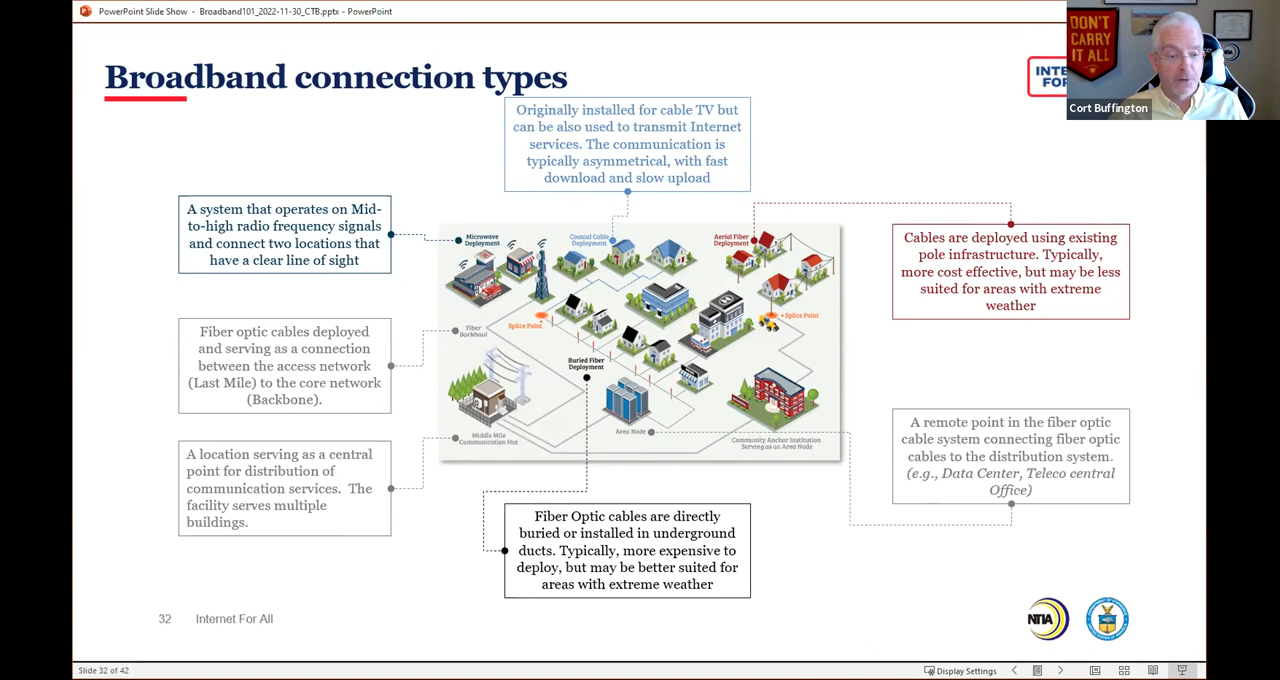 PowerPoint Slide Show - Broadband101_2022-11-30_CTB.pptx - PowerPoint
DON'T
CARRY
IT ALL
Cort Buffington
Broadband connection types
INTE
FOR
Originally installed for cable TV but
can be also used to transmit Internet
services. The communication is
typically asymmetrical, with fast
download and slow upload
A system that operates on Mid-
to-high radio frequency signals
and connect two locations that
have a clear line of sight
Microwave
Deployment
Coaxial Cable
Deployment
Aerial Fiber
Deployment
Cables are deployed using existing
pole infrastructure. Typically,
more cost effective, but may be less
suited for areas with extreme
weather
H
Splice Point
Splice Point
Fiber
Backhaul
Fiber optic cables deployed
and serving as a connection
between the access network
(Last Mile) to the core network
(Backbone).
Buried Fiber
Deployment
A location serving as a central
point for distribution of
communication services. The
facility serves multiple
buildings.
Middle Mile
Communication Hut
Area Node
Community Anchor Institution
Serving as an Area Node
A remote point in the fiber optic
cable system connecting fiber optic
cables to the distribution system.
(e.g., Data Center, Teleco central
Office)
Fiber Optic cables are directly
buried or installed in underground
ducts. Typically, more expensive to
deploy, but may be better suited for
areas with extreme weather
32 Internet For All
NTIA
Slide 32 of 42
Display Settings